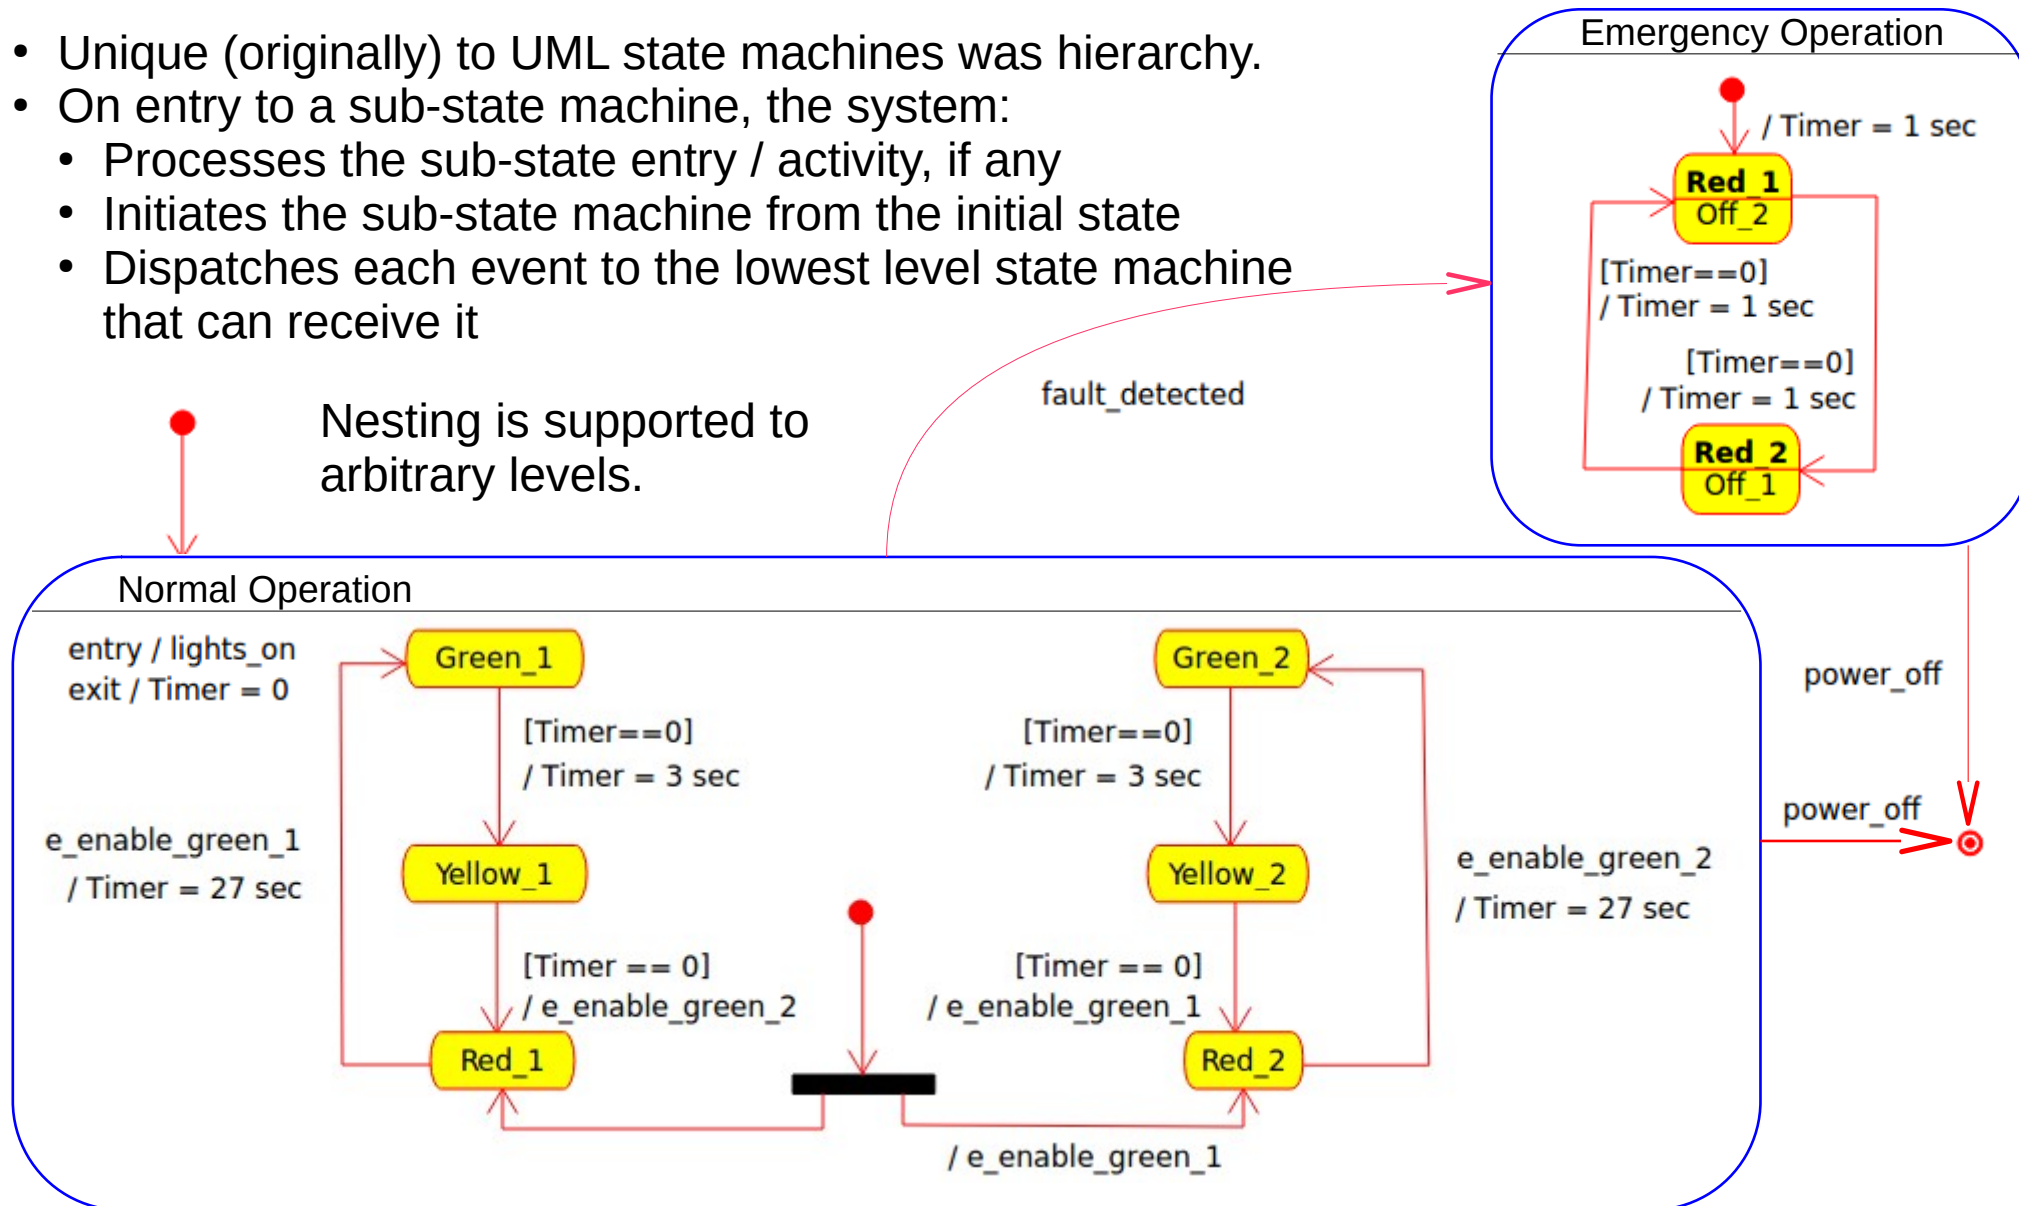 • Unique (originally) to UML state machines was hierarchy.
• On entry to a sub-state machine, the system:
• Processes the sub-state entry / activity, if any
• Initiates the sub-state machine from the initial state
• Dispatches each event to the lowest level state machine
that can receive it
Nesting is supported to
arbitrary levels.
fault_detected
Emergency Operation
/ Timer = 1 sec
Red_1
Off_2
[Timer==0]
/ Timer = 1 sec
[Timer==0]
/ Timer = 1 sec
Red_2
Off_1
Normal Operation
entry / lights_on
exit / Timer = 0
Green_1
[Timer==0]
/ Timer = 3 sec
e_enable_green_1
/ Timer = 27 sec
Yellow_1
[Timer == 0]
/ e_enable_green_2
Red_1
Green_2
[Timer==0]
/ Timer = 3 sec
Yellow_2
e_enable_green_2
/ Timer = 27 sec
[Timer == 0]
/ e_enable_green_1
Red_2
/ e_enable_green_1
power_off
power_off